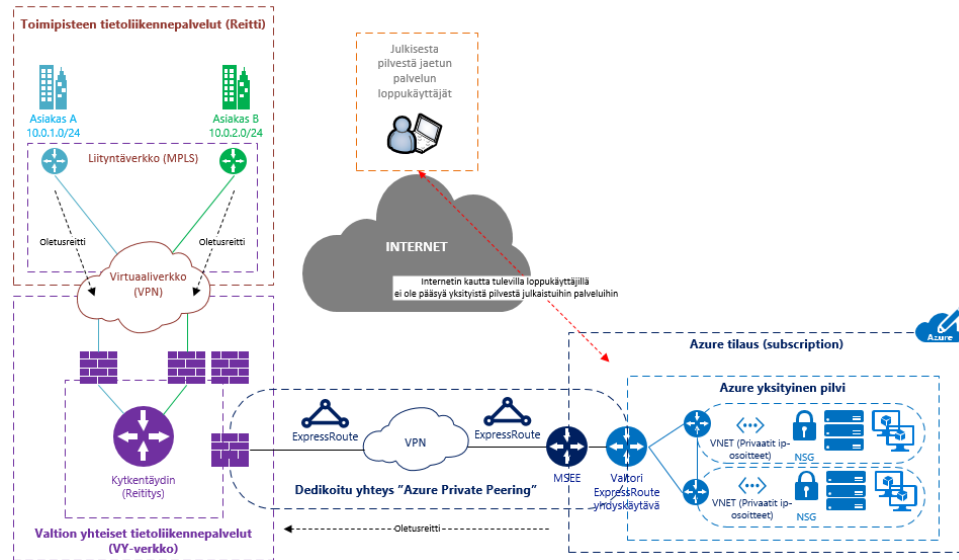 Toimipisteen tietoliikennepalvelut (Reitti)
Asiakas A
10.0.1.0/24
Asiakas B
10.0.2.0/24
Liityntäverkko (MPLS)
Oletusreitti
Oletusreitti
Virtuaaliverkko
(VPN)
Kytkentäydin
(Reititys)
Valtion yhteiset tietoliikennepalvelut
(VY-verkko)
Julkisesta
pilvestä jaetun
palvelun
loppukäyttäjät
INTERNET
Internetin kautta tulevilla loppukäyttäjillä
ei ole pääsyä yksityistä pilvestä julkaistuihin palveluihin
ExpressRoute
VPN
ExpressRoute
Dedikoitu yhteys "Azure Private Peering"
Oletusreitti
MSEE
Valtori
ExpressRoute
yhdyskäytävä
Azure
Azure tilaus (subscription)
Azure yksityinen pilvi
VNET (Privaatit ip-
osoitteet)
NSG
VNET (Privaatit ip-
osoitteet)
NSG